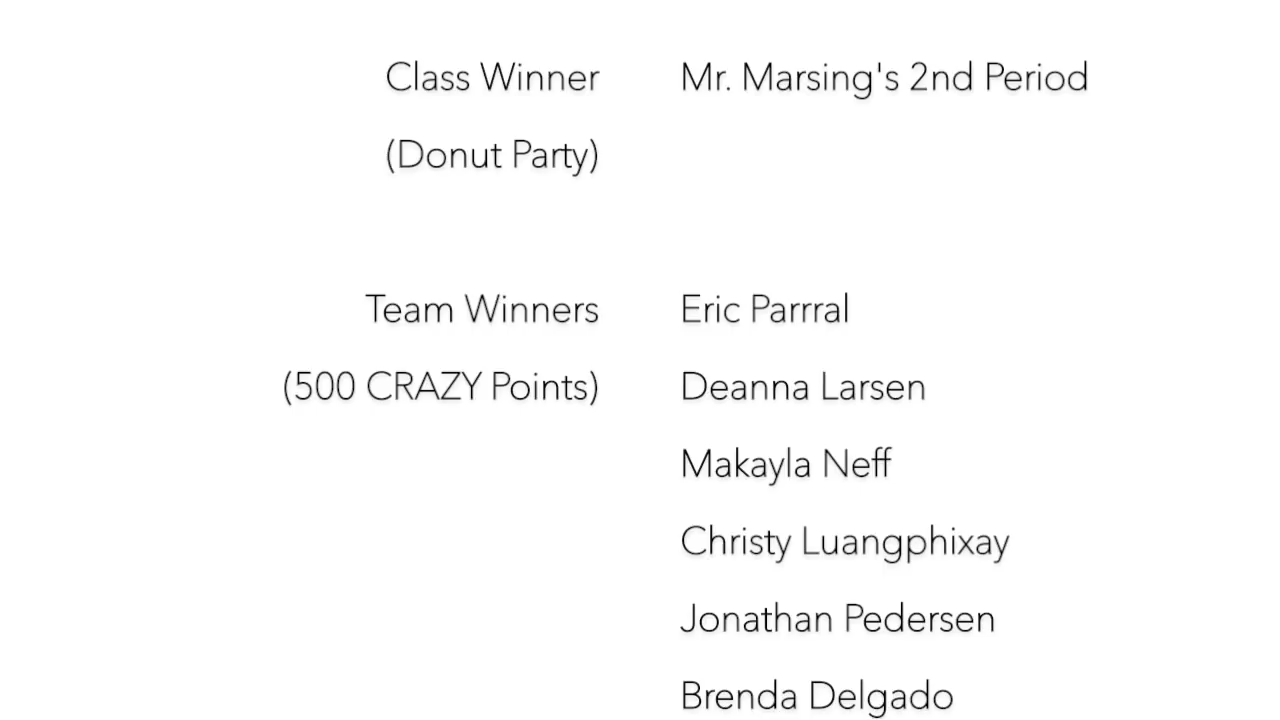 Class Winner Mr. Marsing's 2nd Period
(Donut Party)
Team Winners Eric Parrral
(500 CRAZY Points) Deanna Larsen
Makayla Neff
Christy Luangphixay
Jonathan Pedersen
Brenda Delgado